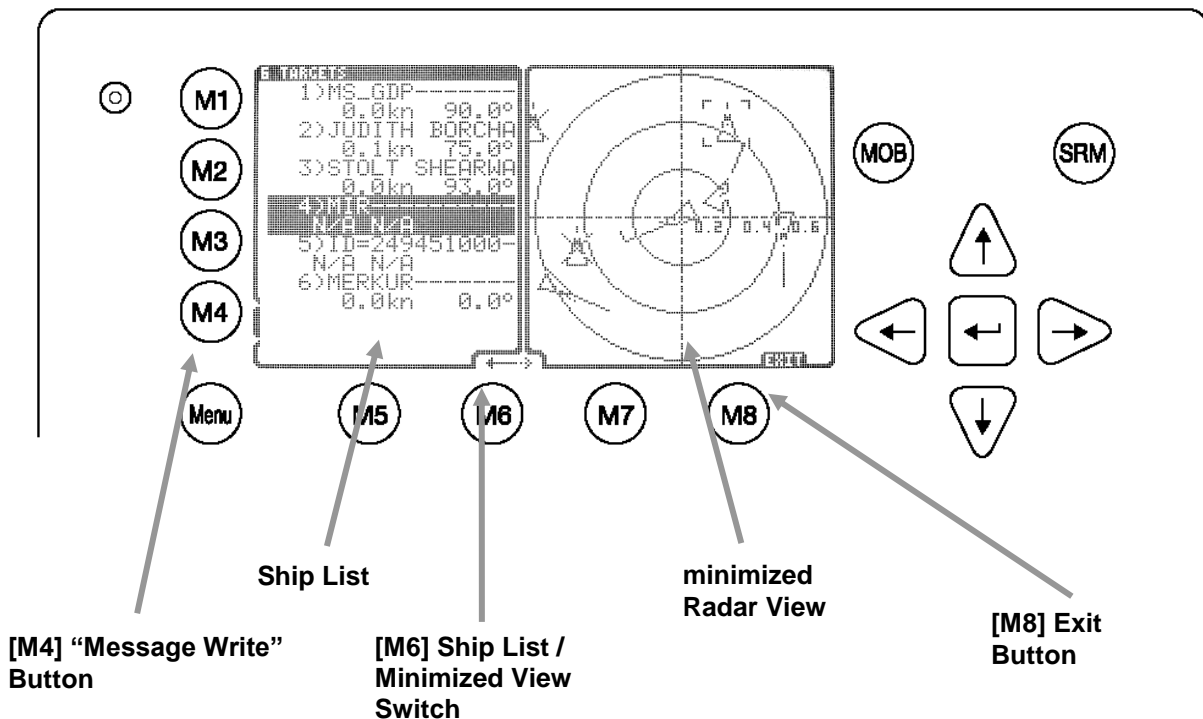 M1
M2
M3
M4
Menu
M5
M6
M7
M8
MOB
SRM
6 TARGETS
1)MS_GDP--------
0.0kn 90.0°
2)JUDITH BORCHA
0.1kn 75.0°
3)STOLT SHEARWA
0.0kn 93.0°
4)MIR-----------
N/A N/A
5)ID=249451000-
N/A N/A
6)MERKUR--------
0.0kn 0.0°
0.2 0.4 0.6
EXIT
Ship List
minimized
Radar View
[M4] “Message Write”
Button
[M6] Ship List /
Minimized View
Switch
[M8] Exit
Button